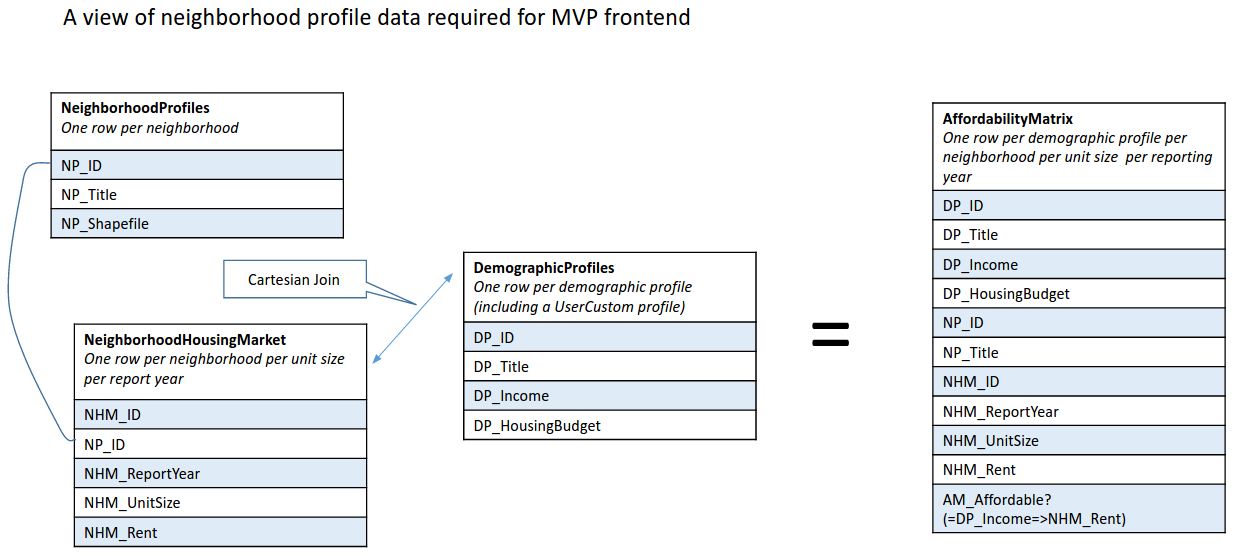 A view of neighborhood profile data required for MVP frontend
NeighborhoodProfiles
One row per neighborhood
NP_ID
NP_Title
NP_Shapefile
Cartesian Join
NeighborhoodHousingMarket
One row per neighborhood per unit size
per report year
NHM_ID
NP_ID
NHM_ReportYear
NHM_UnitSize
NHM_Rent
DemographicProfiles
One row per demographic profile
(including a UserCustom profile)
DP_ID
DP_Title
DP_Income
DP_HousingBudget
=
AffordabilityMatrix
One row per demographic profile per
neighborhood per unit size  per reporting
year
DP_ID
DP_Title
DP_Income
DP_HousingBudget
NP_ID
NP_Title
NHM_ID
NHM_ReportYear
NHM_UnitSize
NHM_Rent
AM_Affordable?
(=DP_Income=>NHM_Rent)